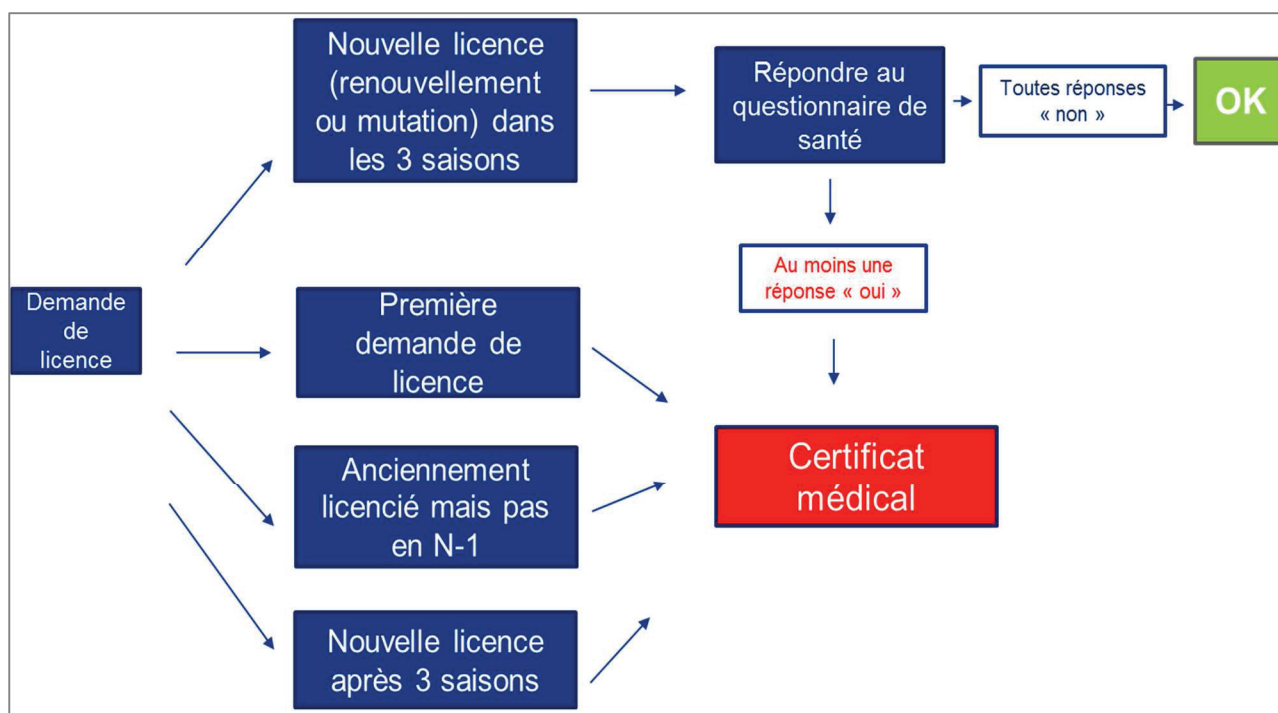 Nouvelle licence
(renouvellement
ou mutation) dans
les 3 saisons
Répondre au
questionnaire de
santé
Toutes réponses
« non »
OK
Au moins une
réponse « oui »
Demande
de
licence
Première
demande de
licence
Anciennement
licencié mais pas
en N-1
Certificat
médical
Nouvelle licence
après 3 saisons